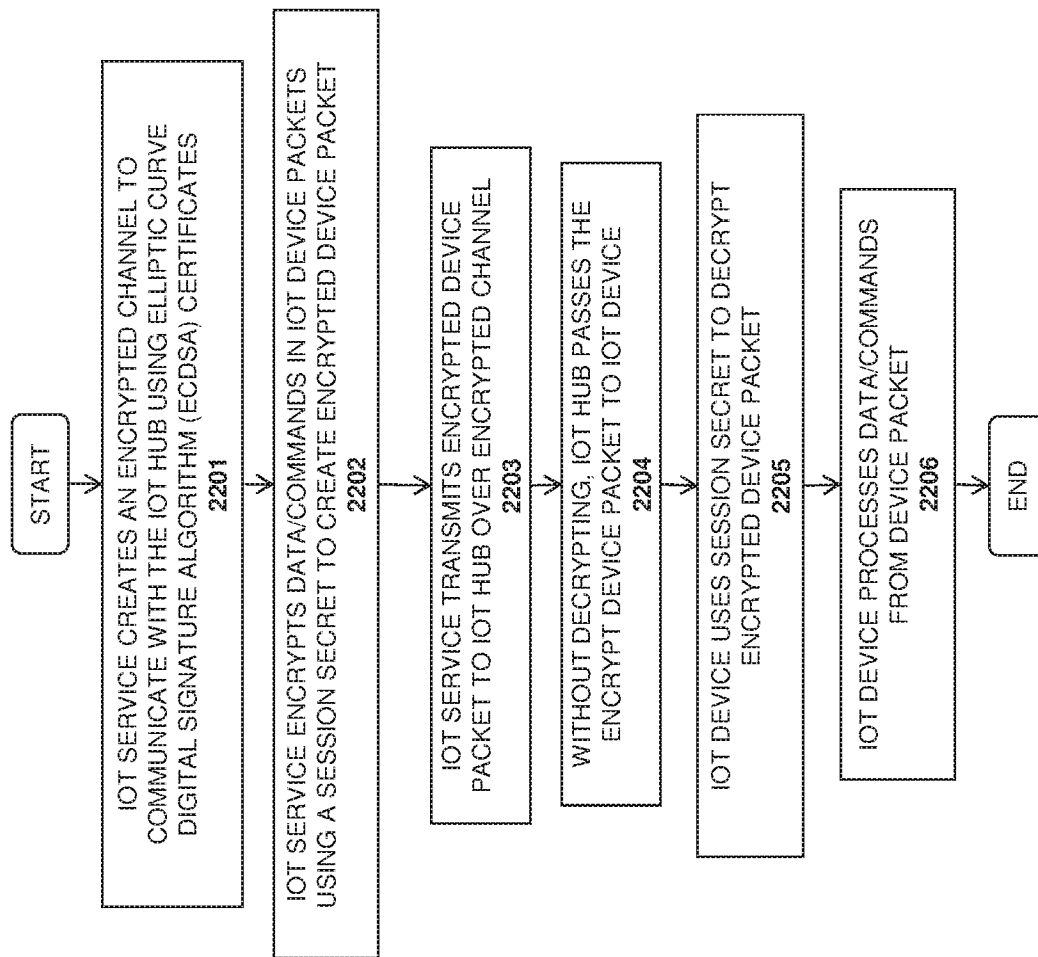 START
IOT SERVICE CREATES AN ENCRYPTED CHANNEL TO
COMMUNICATE WITH THE IOT HUB USING ELLIPTIC CURVE
DIGITAL SIGNATURE ALGORITHM (ECDSA) CERTIFICATES
2201
IOT SERVICE ENCRYPTS DATA/COMMANDS IN IOT DEVICE PACKETS
USING A SESSION SECRET TO CREATE ENCRYPTED DEVICE PACKET
2202
IOT SERVICE TRANSMITS ENCRYPTED DEVICE
PACKET TO IOT HUB OVER ENCRYPTED CHANNEL
2203
WITHOUT DECRYPTING, IOT HUB PASSES THE
ENCRYPT DEVICE PACKET TO IOT DEVICE
2204
IOT DEVICE USES SESSION SECRET TO DECRYPT
ENCRYPTED DEVICE PACKET
2205
IOT DEVICE PROCESSES DATA/COMMANDS
FROM DEVICE PACKET
2206
END